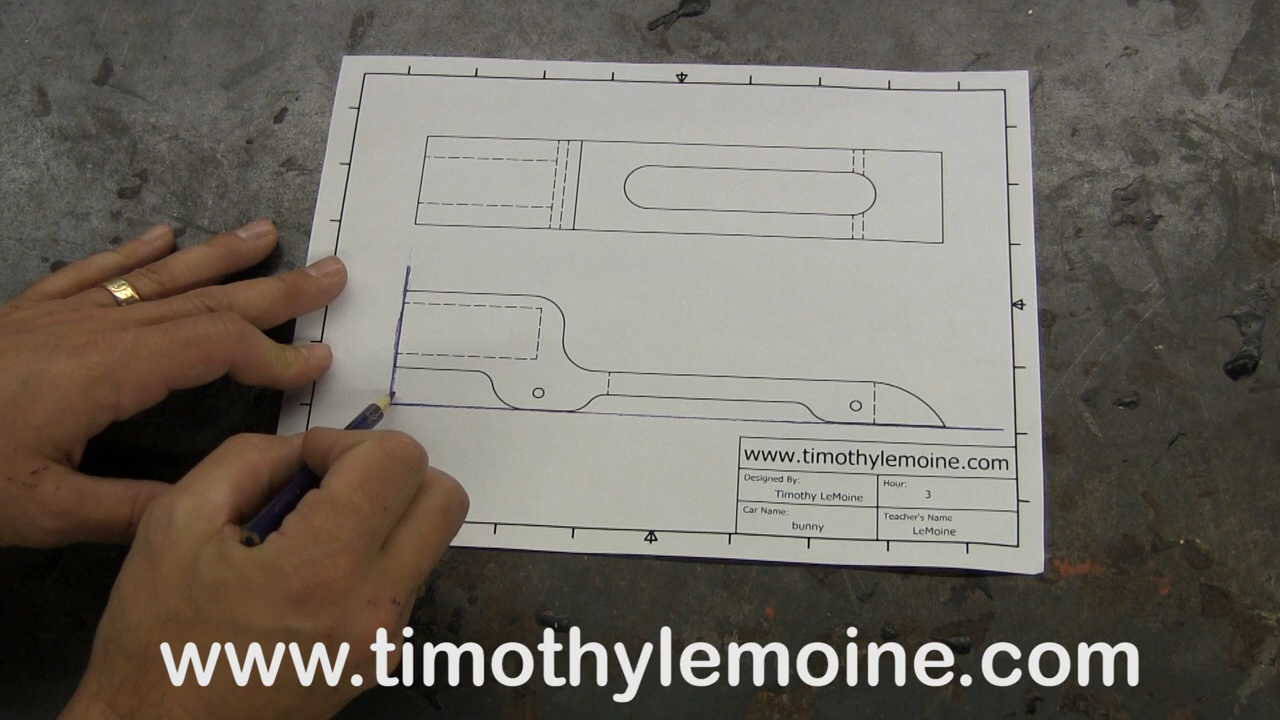 www.timothylemoine.com
Designed By:
Timothy LeMoine
Hour:
3
Car Name:
bunny
Teacher's Name
LeMoine
www.timothylemoine.com